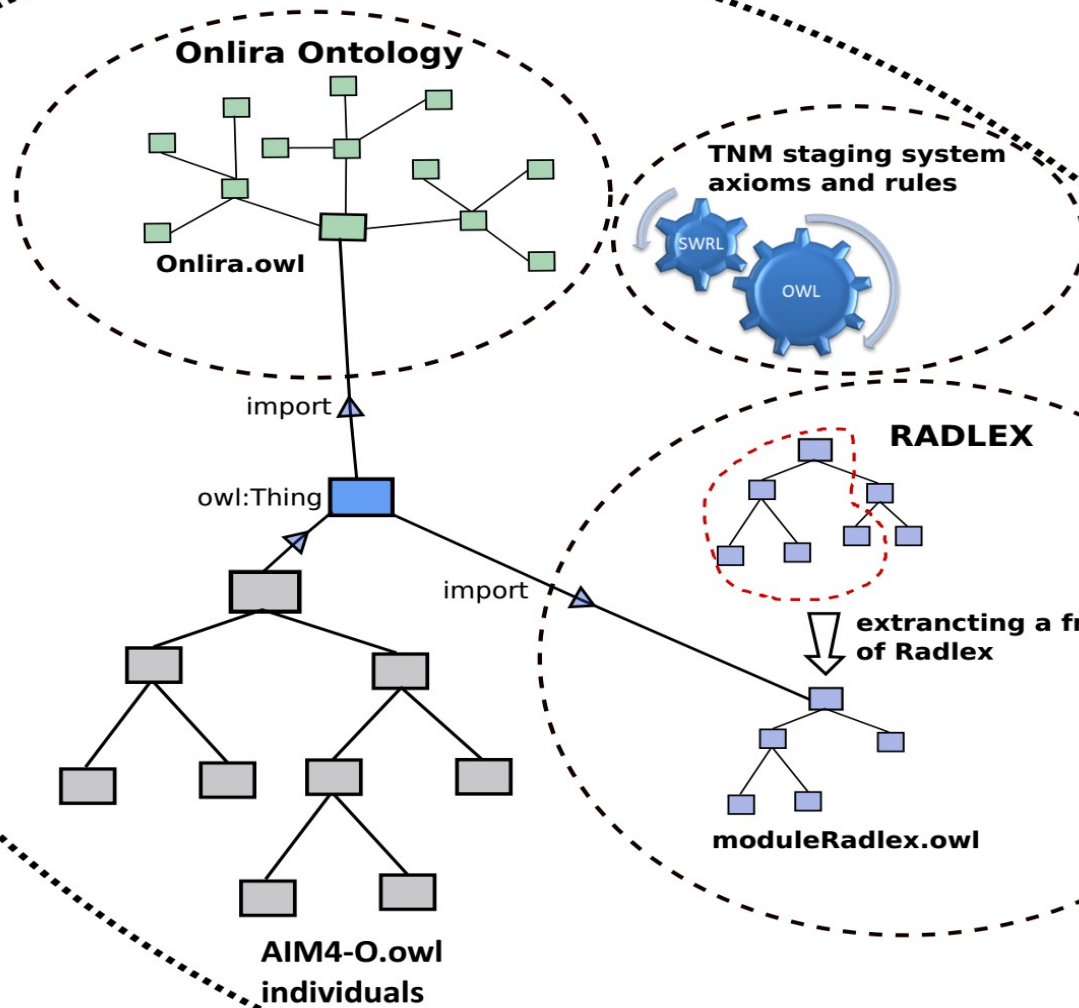 Onlira Ontology
Onlira.owl
TNM staging system
axioms and rules
SWRL
OWL
import
owl:Thing
import
RADLEX
extrancting a fr
of Radlex
moduleRadlex.owl
AIM4-O.owl
individuals